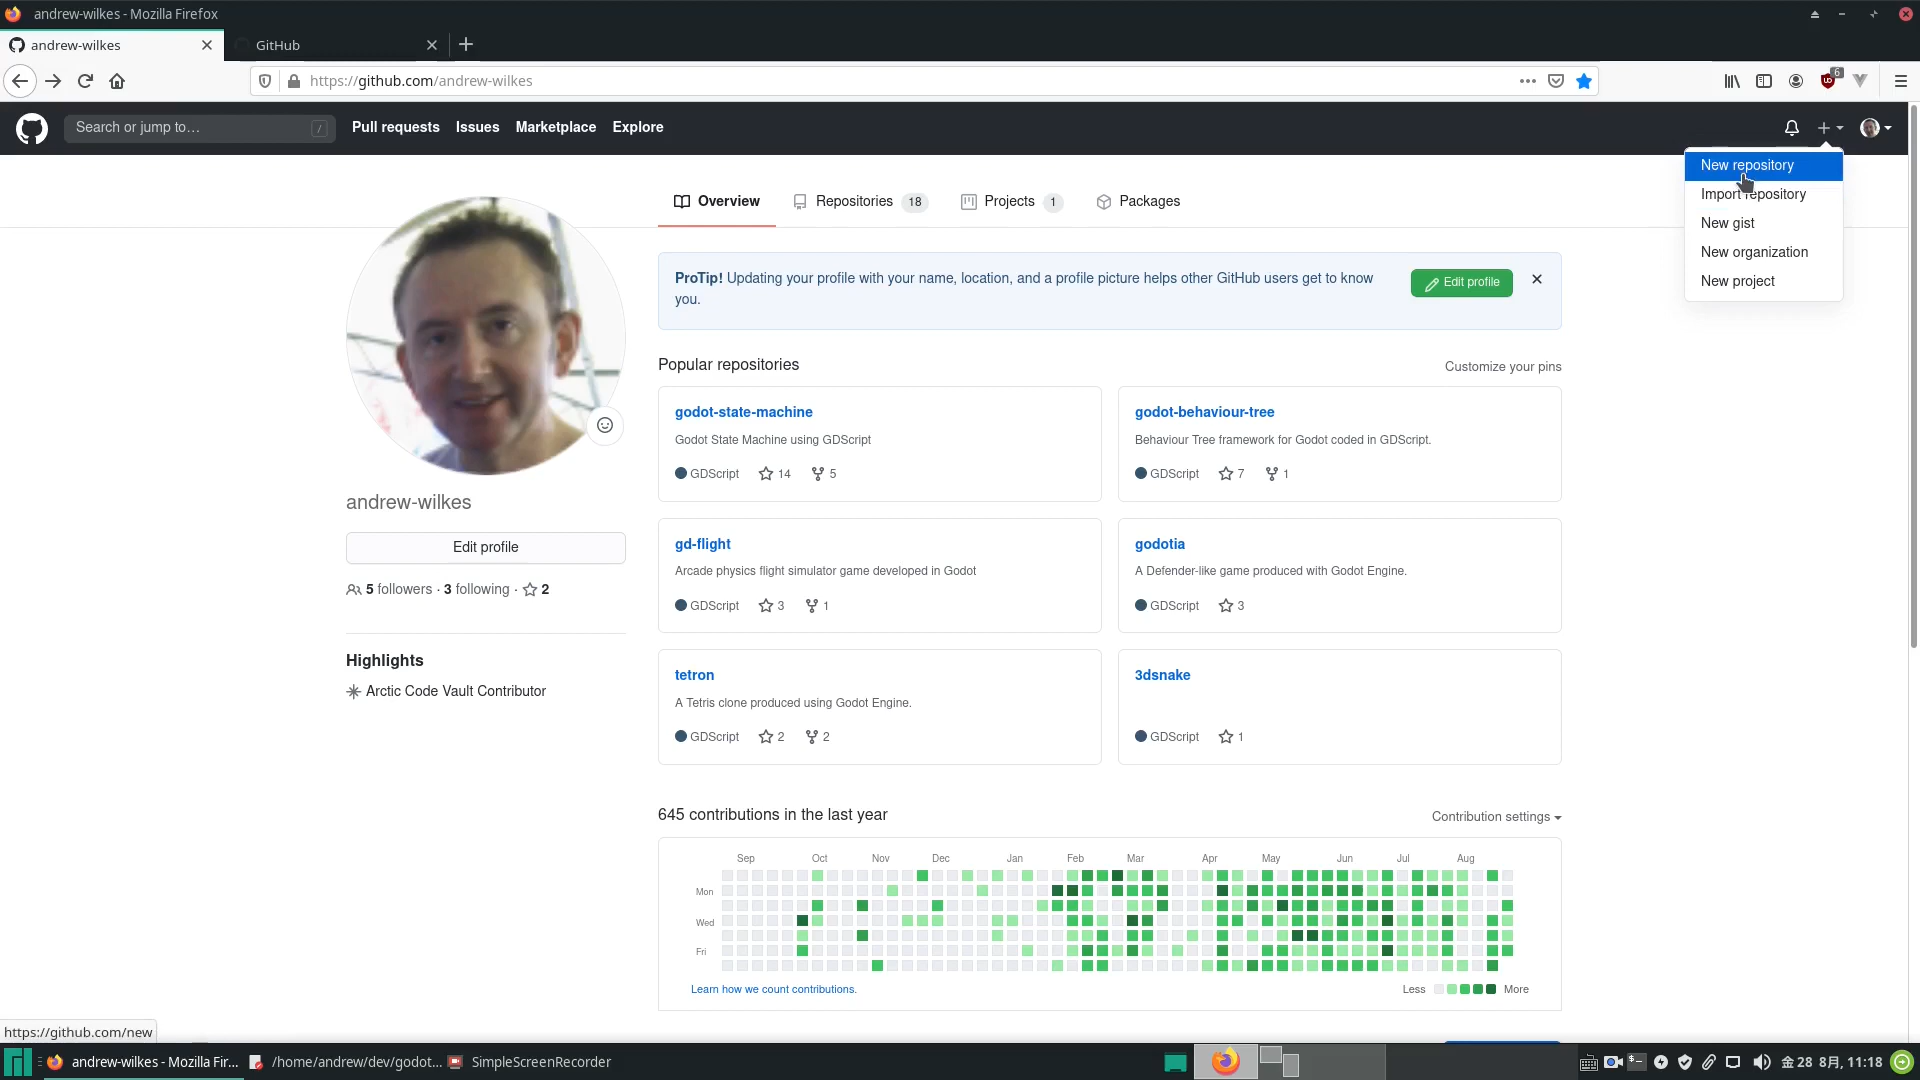 andrew-wilkes - Mozilla Firefox
andrew-wilkes
GitHub
https://github.com/andrew-wilkes
6
Search or jump to…
/
Pull requests
Issues
Marketplace
Explore
New repository
Import repository
New gist
New organization
New project
Overview
Repositories 18
Projects 1
Packages
ProTip! Updating your profile with your name, location, and a profile picture helps other GitHub users get to know
you.
Edit profile
andrew-wilkes
Edit profile
5 followers · 3 following · 2
Highlights
Arctic Code Vault Contributor
Popular repositories
Customize your pins
godot-state-machine
Godot State Machine using GDScript
GDScript 14 5
godot-behaviour-tree
Behaviour Tree framework for Godot coded in GDScript.
GDScript 7 1
gd-flight
Arcade physics flight simulator game developed in Godot
GDScript 3 1
godotia
A Defender-like game produced with Godot Engine.
GDScript 3
tetron
A Tetris clone produced using Godot Engine.
GDScript 2 2
3dsnake
GDScript 1
645 contributions in the last year
Contribution settings
Sep Oct Nov Dec Jan Feb Mar Apr May Jun Jul Aug
Mon
Wed
Fri
Learn how we count contributions.
Less More
https://github.com/new
andrew-wilkes - Mozilla Fir...
/home/andrew/dev/godot...
SimpleScreenRecorder
金 28 8月, 11:18